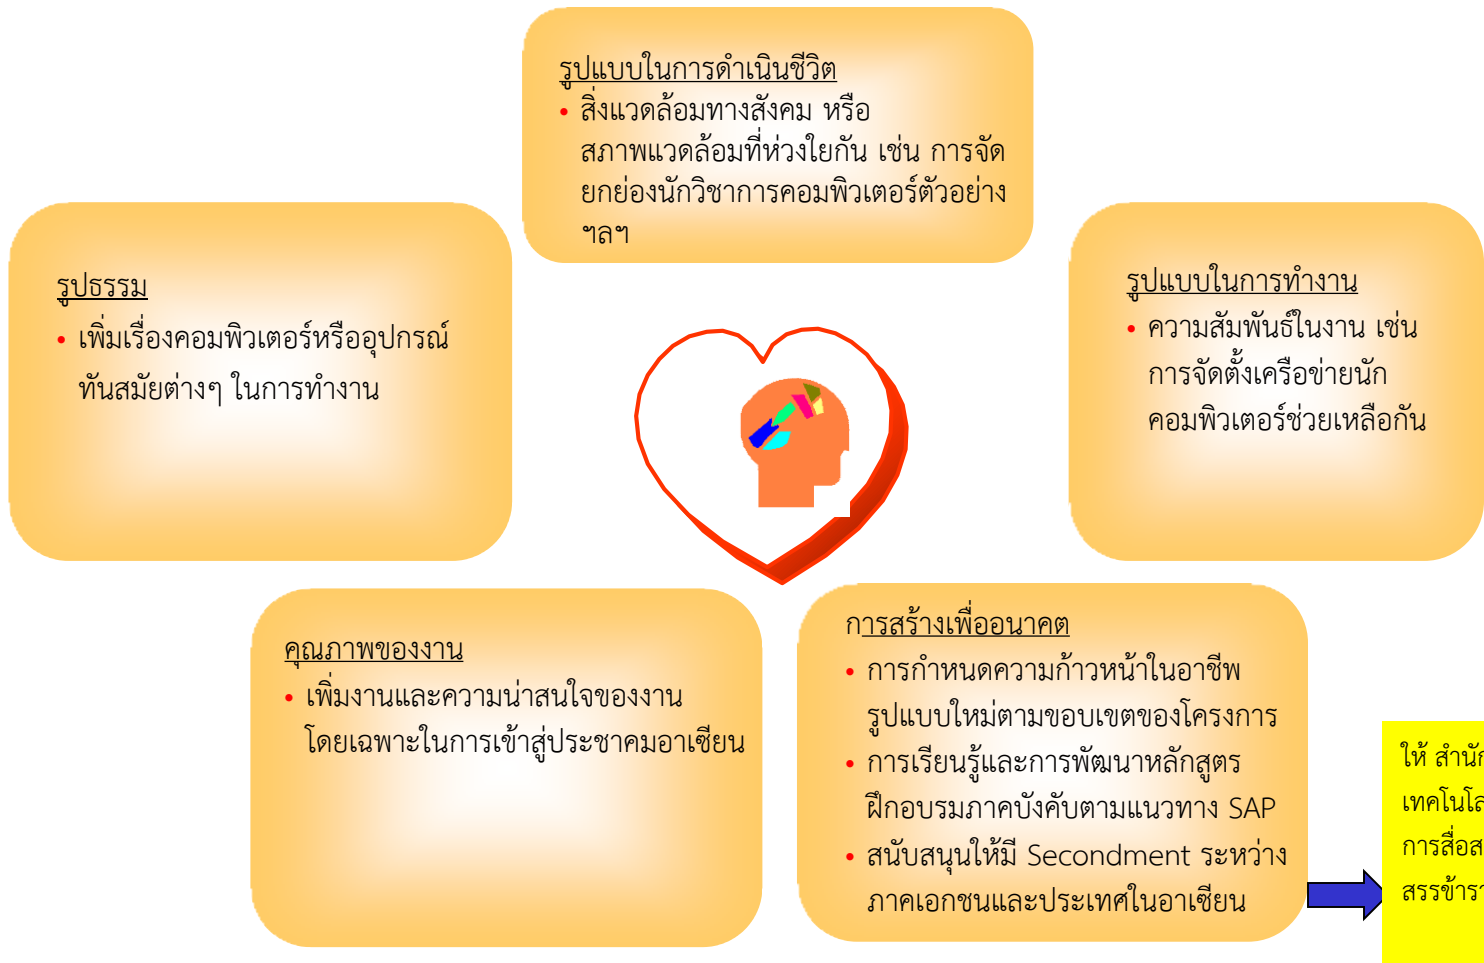 รูปแบบในการดำเนินชีวิต
• สิ่งแวดล้อมทางสังคม หรือ
สภาพแวดล้อมที่ห่วงใยกัน เช่น การจัด
ยกย่องนักวิชาการคอมพิวเตอร์ตัวอย่าง
ฯลฯ
รูปธรรม
• เพิ่มเรื่องคอมพิวเตอร์หรืออุปกรณ์
ทันสมัยต่างๆ ในการทำงาน
รูปแบบในการทำงาน
• ความสัมพันธ์ในงาน เช่น
การจัดตั้งเครือข่ายนัก
คอมพิวเตอร์ช่วยเหลือกัน
คุณภาพของงาน
• เพิ่มงานและความน่าสนใจของงาน
โดยเฉพาะในการเข้าสู่ประชาคมอาเซียน
การสร้างเพื่ออนาคต
• การกำหนดความก้าวหน้าในอาชีพ
รูปแบบใหม่ตามขอบเขตของโครงการ
• การเรียนรู้และการพัฒนาหลักสูตร
ฝึกอบรมภาคบังคับตามแนวทาง SAP
• สนับสนุนให้มี Secondment ระหว่าง
ภาคเอกชนและประเทศในอาเซียน
ให้